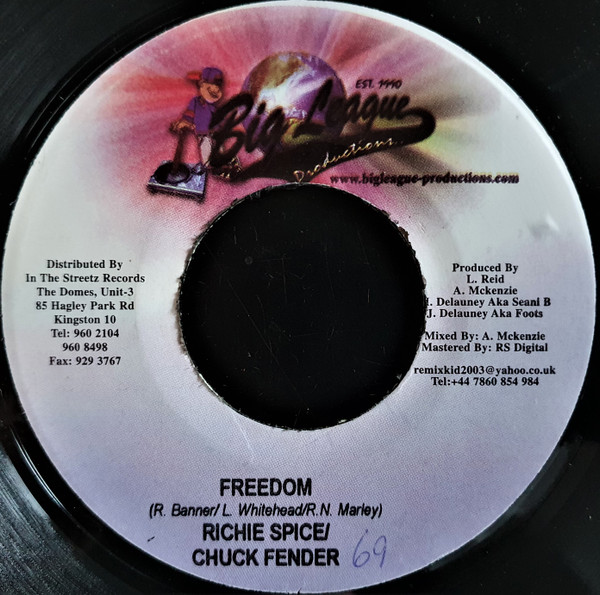 EST. 1990
Big League
Productions
www.bigleague-productions.com
Distributed By
In The Streetz Records
The Domes, Unit-3
85 Hagley Park Rd
Kingston 10
Tel: 960 2104
960 8498
Fax: 929 3767
Produced By
L. Reid
A. Mckenzie
Delauney Aka Seani B
J. Delauney Aka Foots
Mixed By: A. Mckenzie
Mastered By: RS Digital
remixkid2003@yahoo.co.uk
Tel:+44 7860 854 984
FREEDOM
(R. Banner/ L. Whitehead/R.N. Marley)
RICHIE SPICE/
CHUCK FENDER 69